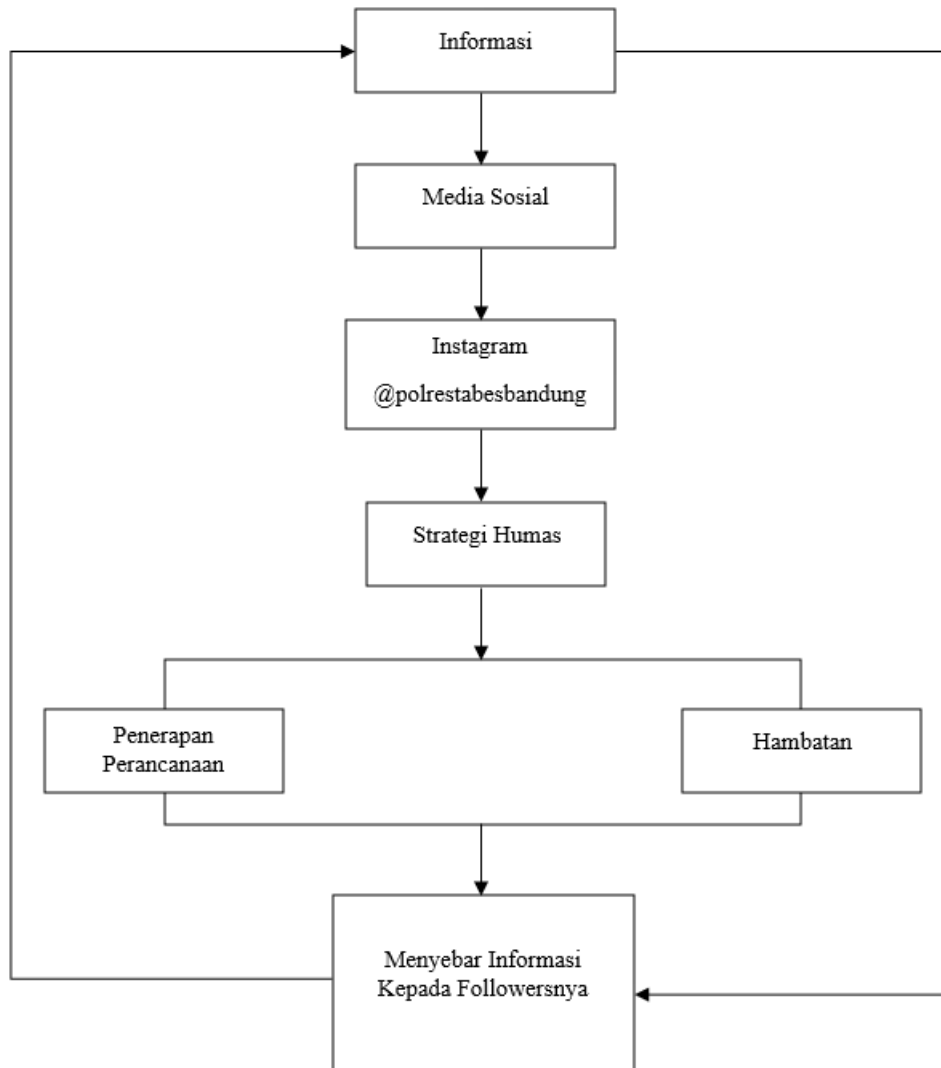 Informasi
Media Sosial
Instagram
@polrestabesbandung
Strategi Humas
Penerapan
Perancanaan
Hambatan
Menyebar Informasi
Kepada Followersnya